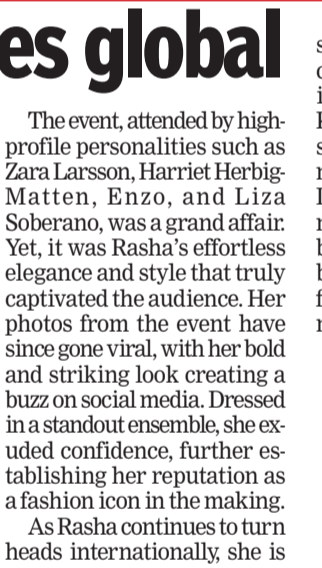 es global
The event, attended by high-
profile personalities such as
Zara Larsson, Harriet Herbig-
Matten, Enzo, and Liza
Soberano, was a grand affair.
Yet, it was Rasha's effortless
elegance and style that truly
captivated the audience. Her
photos from the event have
since gone viral, with her bold
and striking look creating a
buzz on social media. Dressed
in a standout ensemble, she ex-
uded confidence, further es-
tablishing her reputation as
a fashion icon in the making.
As Rasha continues to turn
heads internationally, she is